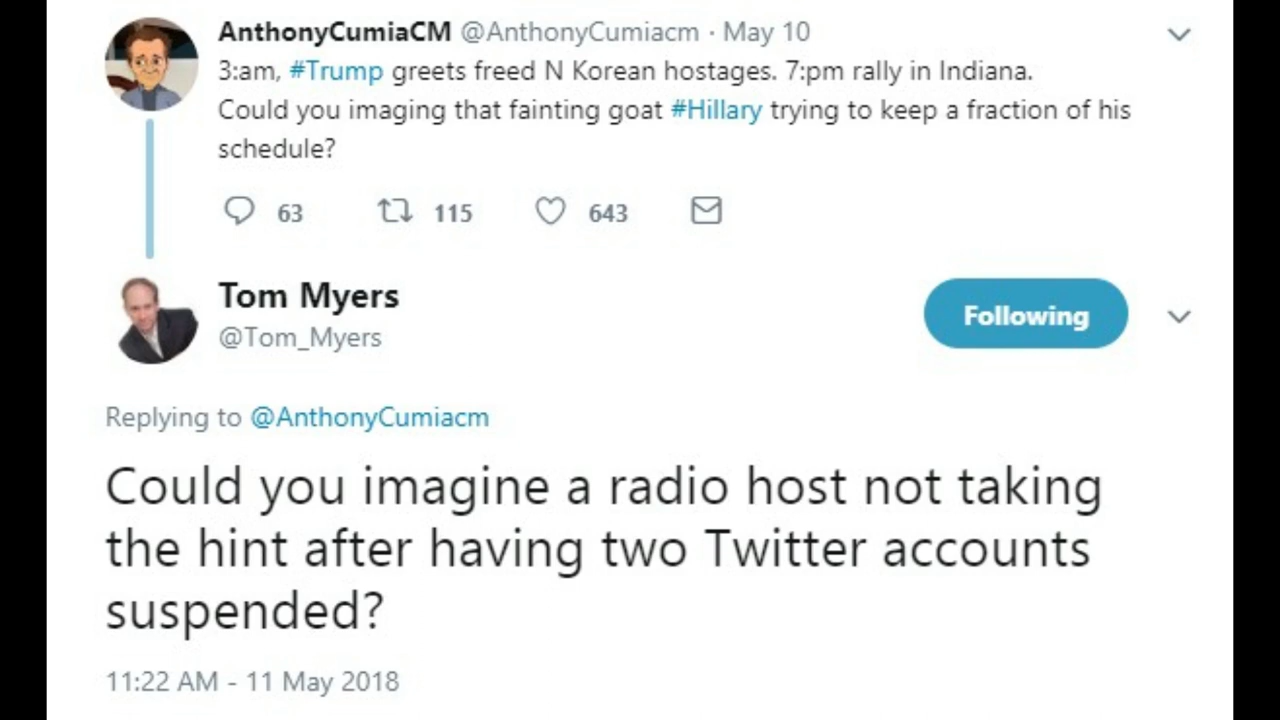 AnthonyCumiaCM @AnthonyCumiacm · May 10
3:am, #Trump greets freed N Korean hostages. 7:pm rally in Indiana.
Could you imaging that fainting goat #Hillary trying to keep a fraction of his
schedule?
63 115 643
Tom Myers
@Tom_Myers
Following
Replying to @AnthonyCumiacm
Could you imagine a radio host not taking
the hint after having two Twitter accounts
suspended?
11:22 AM - 11 May 2018